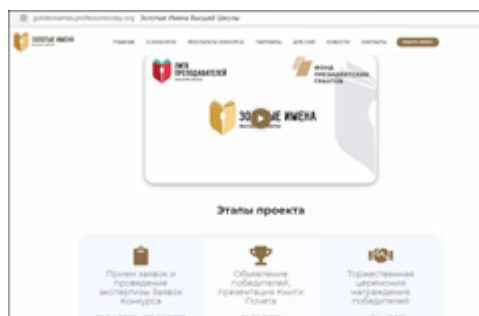 goldennames.professorstoday.org Золотые Имена Высшей Школы
ЗОЛОТЫЕ ИМЕНА
ГЛАВНАЯ О КОНКУРСЕ РЕЗУЛЬТАТЫ КОНКУРСА ПАРТНЕРЫ ДЛЯ СМИ НОВОСТИ КОНТАКТЫ
ЛИГА
ПРЕПОДАВАТЕЛЕЙ
ФОНД
ПРЕЗИДЕНТСКИХ
ГРАНТОВ
ЗОЛОТЫЕ ИМЕНА
Этапы проекта
Прием заявок и
проведение
экспертизы Заявок
Конкурса
Объявление
победителей,
презентация Книги
Почета
Торжественная
церемония
награждения
победителей